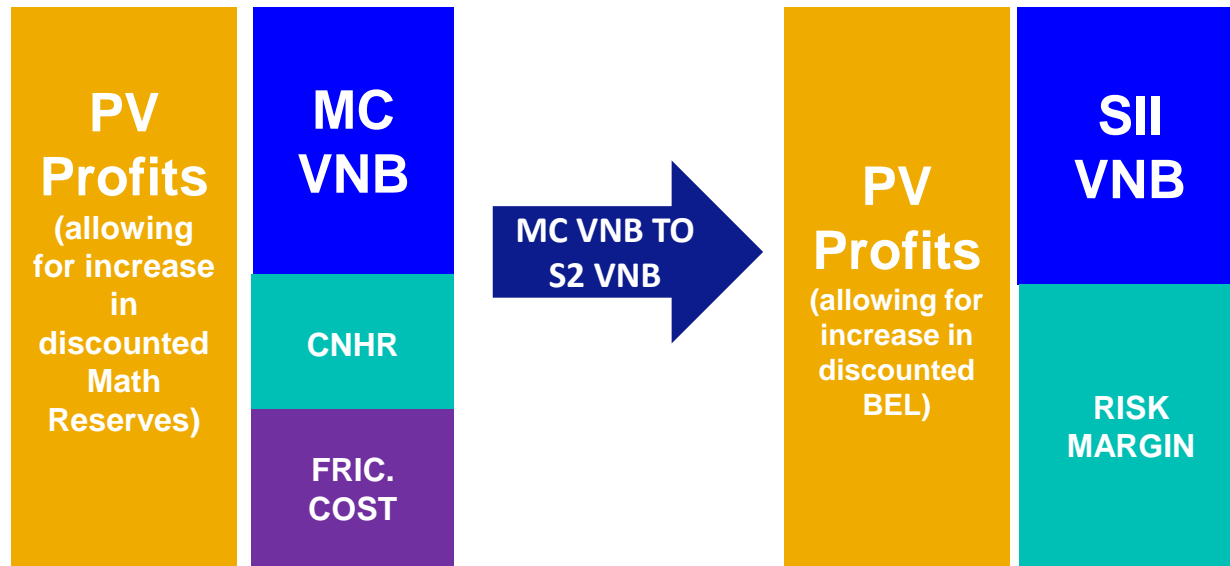 PV
Profits
(allowing
for increase
in
discounted
Math
Reserves)
MC
VNB
CNHR
FRIC.
COST
MC VNB TO
S2 VNB
PV
Profits
(allowing for
increase in
discounted
BEL)
SII
VNB
RISK
MARGIN